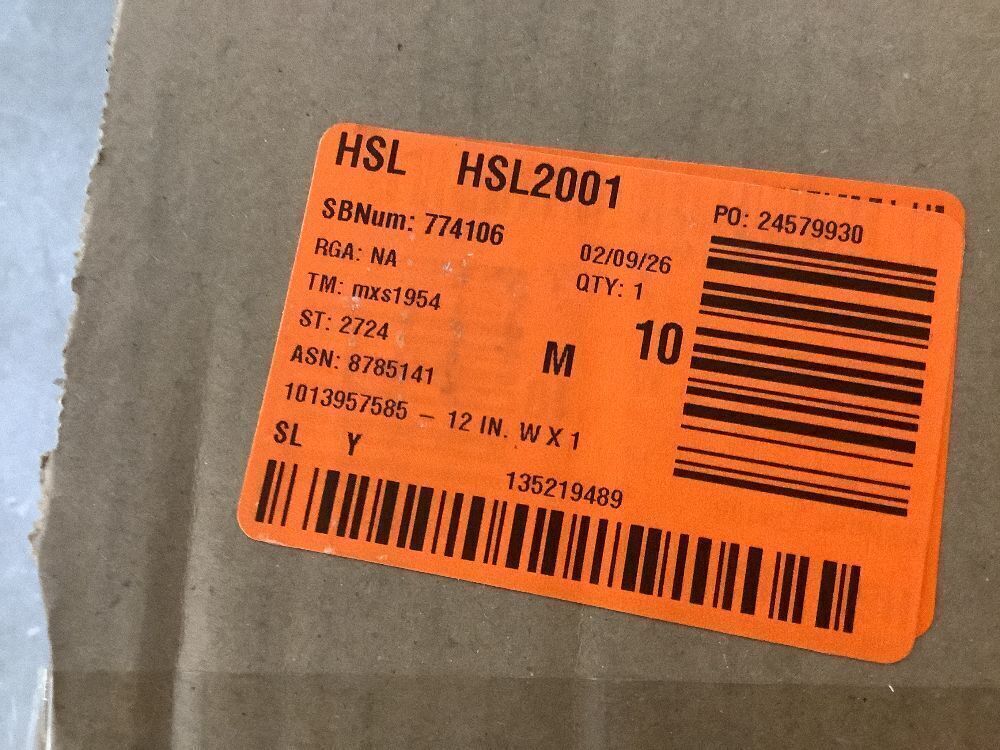 HSL HSL2001
PO: 24579930
SBNum: 774106
RGA: NA 02/09/26
TM: mxs1954 QTY: 1
ST: 2724
ASN: 8785141 M 10
1013957585 – 12 IN. W X 1
SL Y
135219489